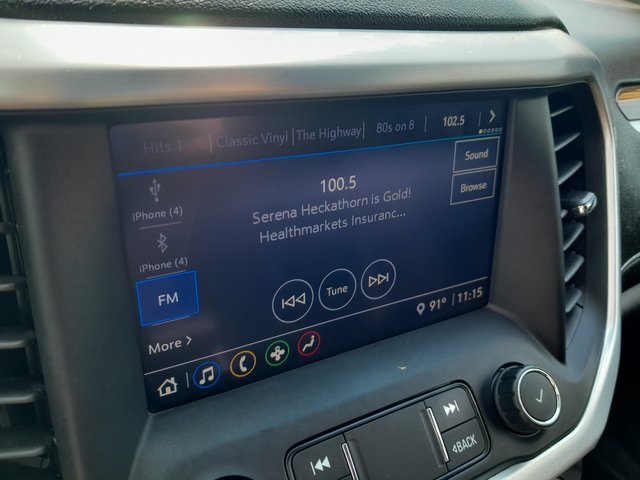 Hits 1 Classic Vinyl The Highway 80s on 8 102.5 >
Sound
iPhone (4)
100.5
Browse
Serena Heckathorn is Gold!
Healthmarkets Insuranc...
iPhone (4)
FM
Tune
More >
91° 11:15
BACK